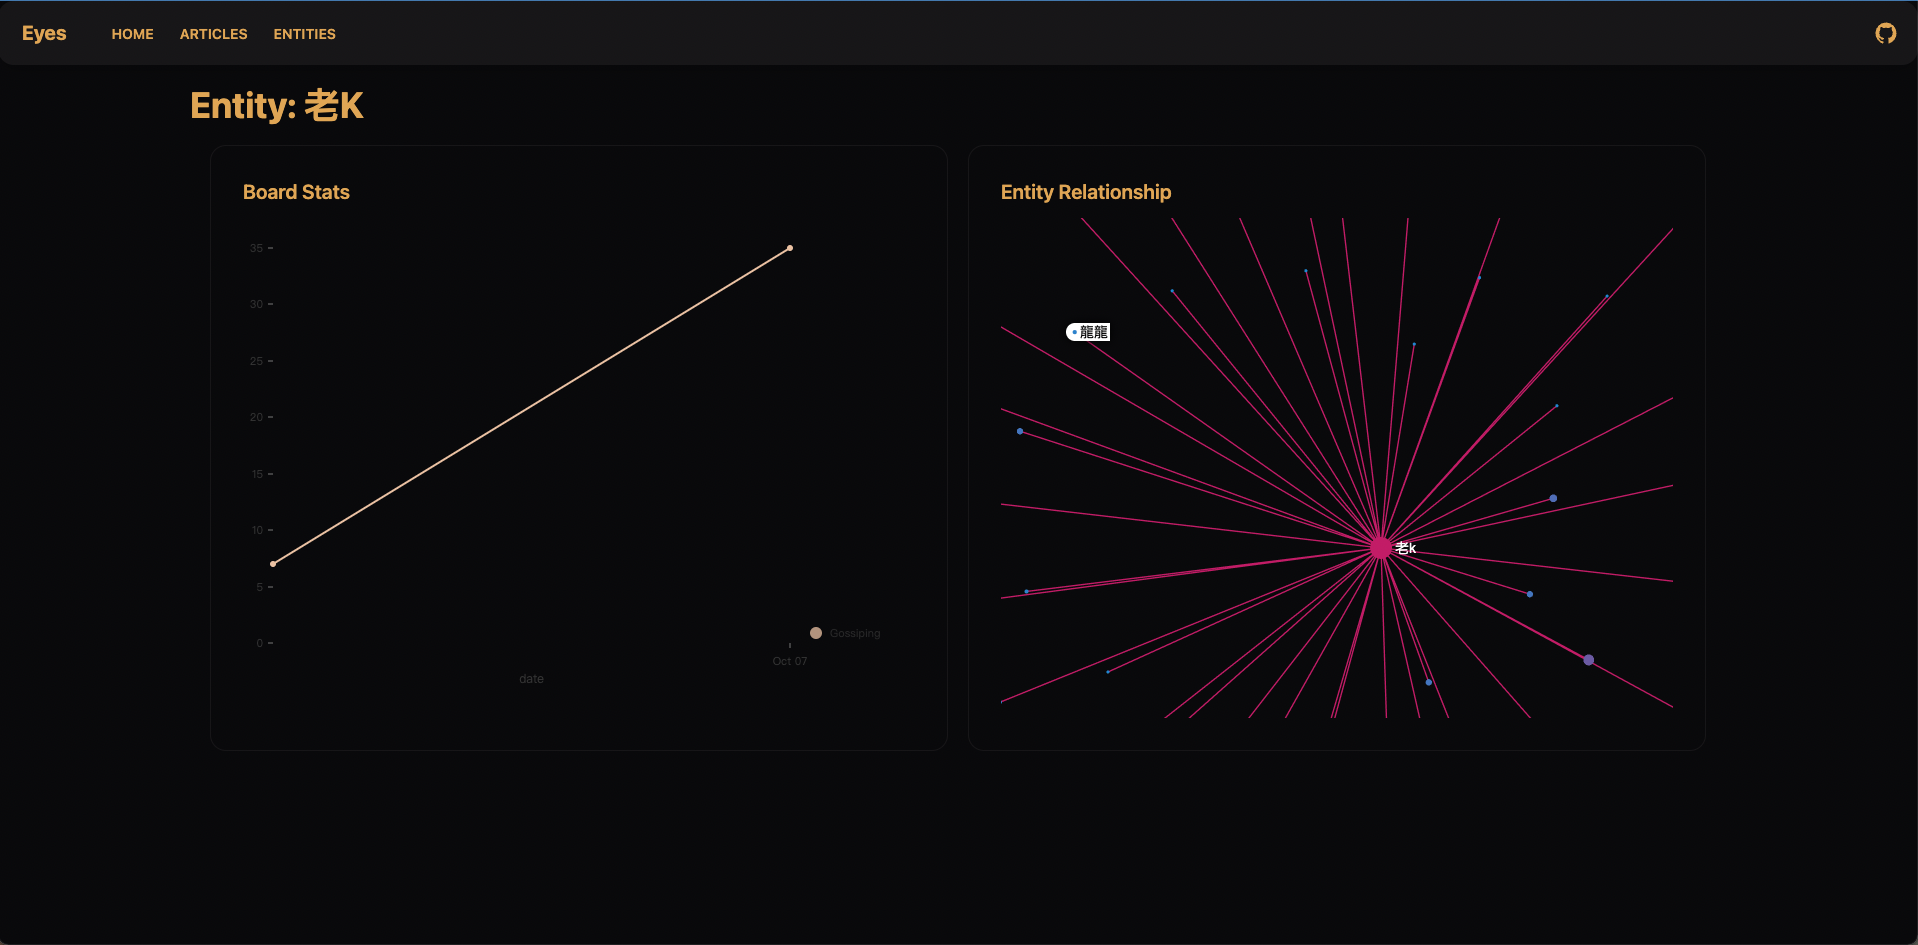 Eyes HOME ARTICLES ENTITIES
Entity: 老K
Board Stats
35
30
25
20
15
10
5
0
Oct 07
date
Gossiping
Entity Relationship
龍龍
老k